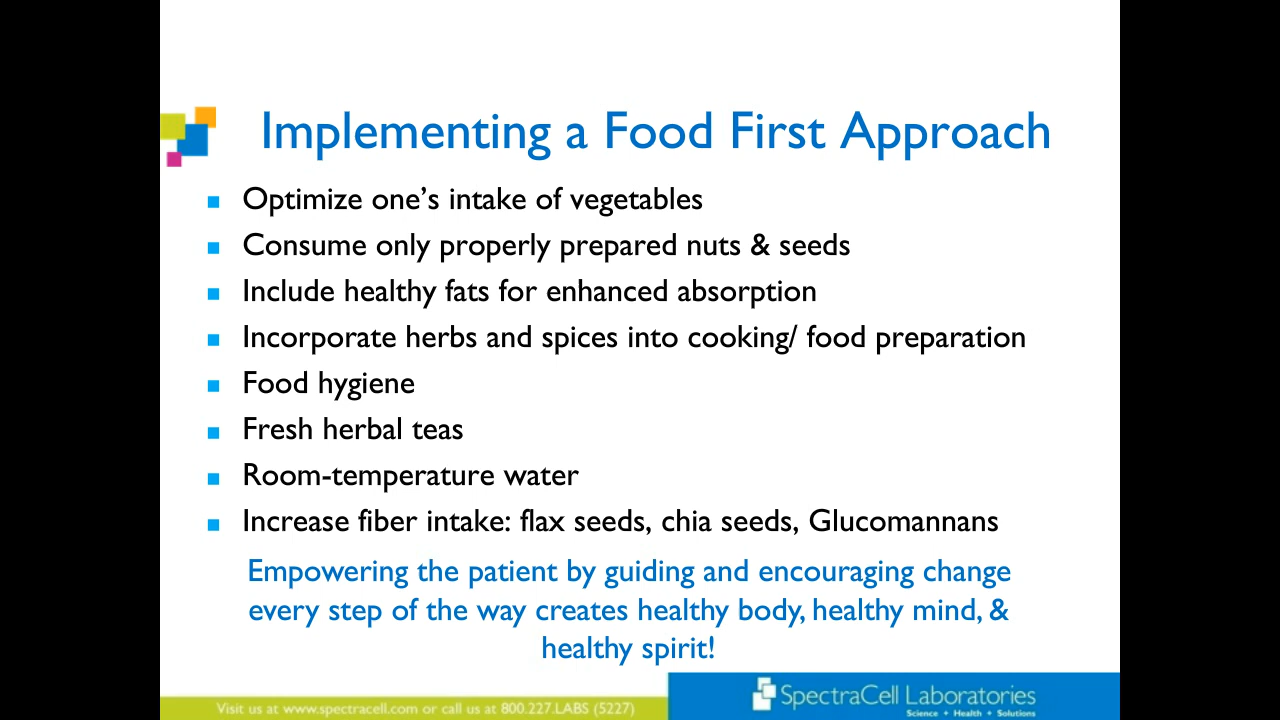 Implementing a Food First Approach
Optimize one’s intake of vegetables
Consume only properly prepared nuts & seeds
Include healthy fats for enhanced absorption
Incorporate herbs and spices into cooking/ food preparation
Food hygiene
Fresh herbal teas
Room-temperature water
Increase fiber intake: flax seeds, chia seeds, Glucomannans
Empowering the patient by guiding and encouraging change
every step of the way creates healthy body, healthy mind, &
healthy spirit!
Visit us at www.spectracell.com or call us at 800.227.LABS (5227)
SpectraCell Laboratories
Science + Health + Solutions